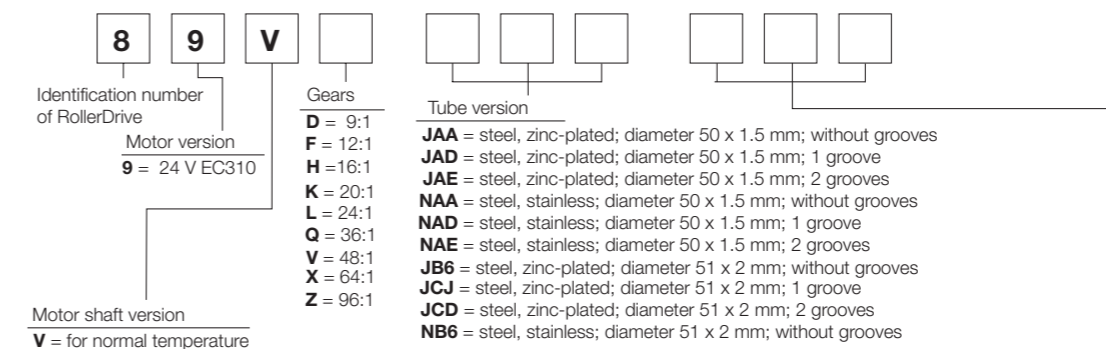 8 9 V
Identification number
of RollerDrive
Motor version
9 = 24 V EC310
Motor shaft version
V = for normal temperature
Gears
D = 9:1
F = 12:1
H =16:1
K = 20:1
L = 24:1
Q = 36:1
V = 48:1
X = 64:1
Z = 96:1
Tube version
JAA = steel, zinc-plated; diameter 50 x 1.5 mm; without grooves
JAD = steel, zinc-plated; diameter 50 x 1.5 mm; 1 groove
JAE = steel, zinc-plated; diameter 50 x 1.5 mm; 2 grooves
NAA = steel, stainless; diameter 50 x 1.5 mm; without grooves
NAD = steel, stainless; diameter 50 x 1.5 mm; 1 groove
NAE = steel, stainless; diameter 50 x 1.5 mm; 2 grooves
JB6 = steel, zinc-plated; diameter 51 x 2 mm; without grooves
JCJ = steel, zinc-plated; diameter 51 x 2 mm; 1 groove
JCD = steel, zinc-plated; diameter 51 x 2 mm; 2 grooves
NB6 = steel, stainless; diameter 51 x 2 mm; without grooves